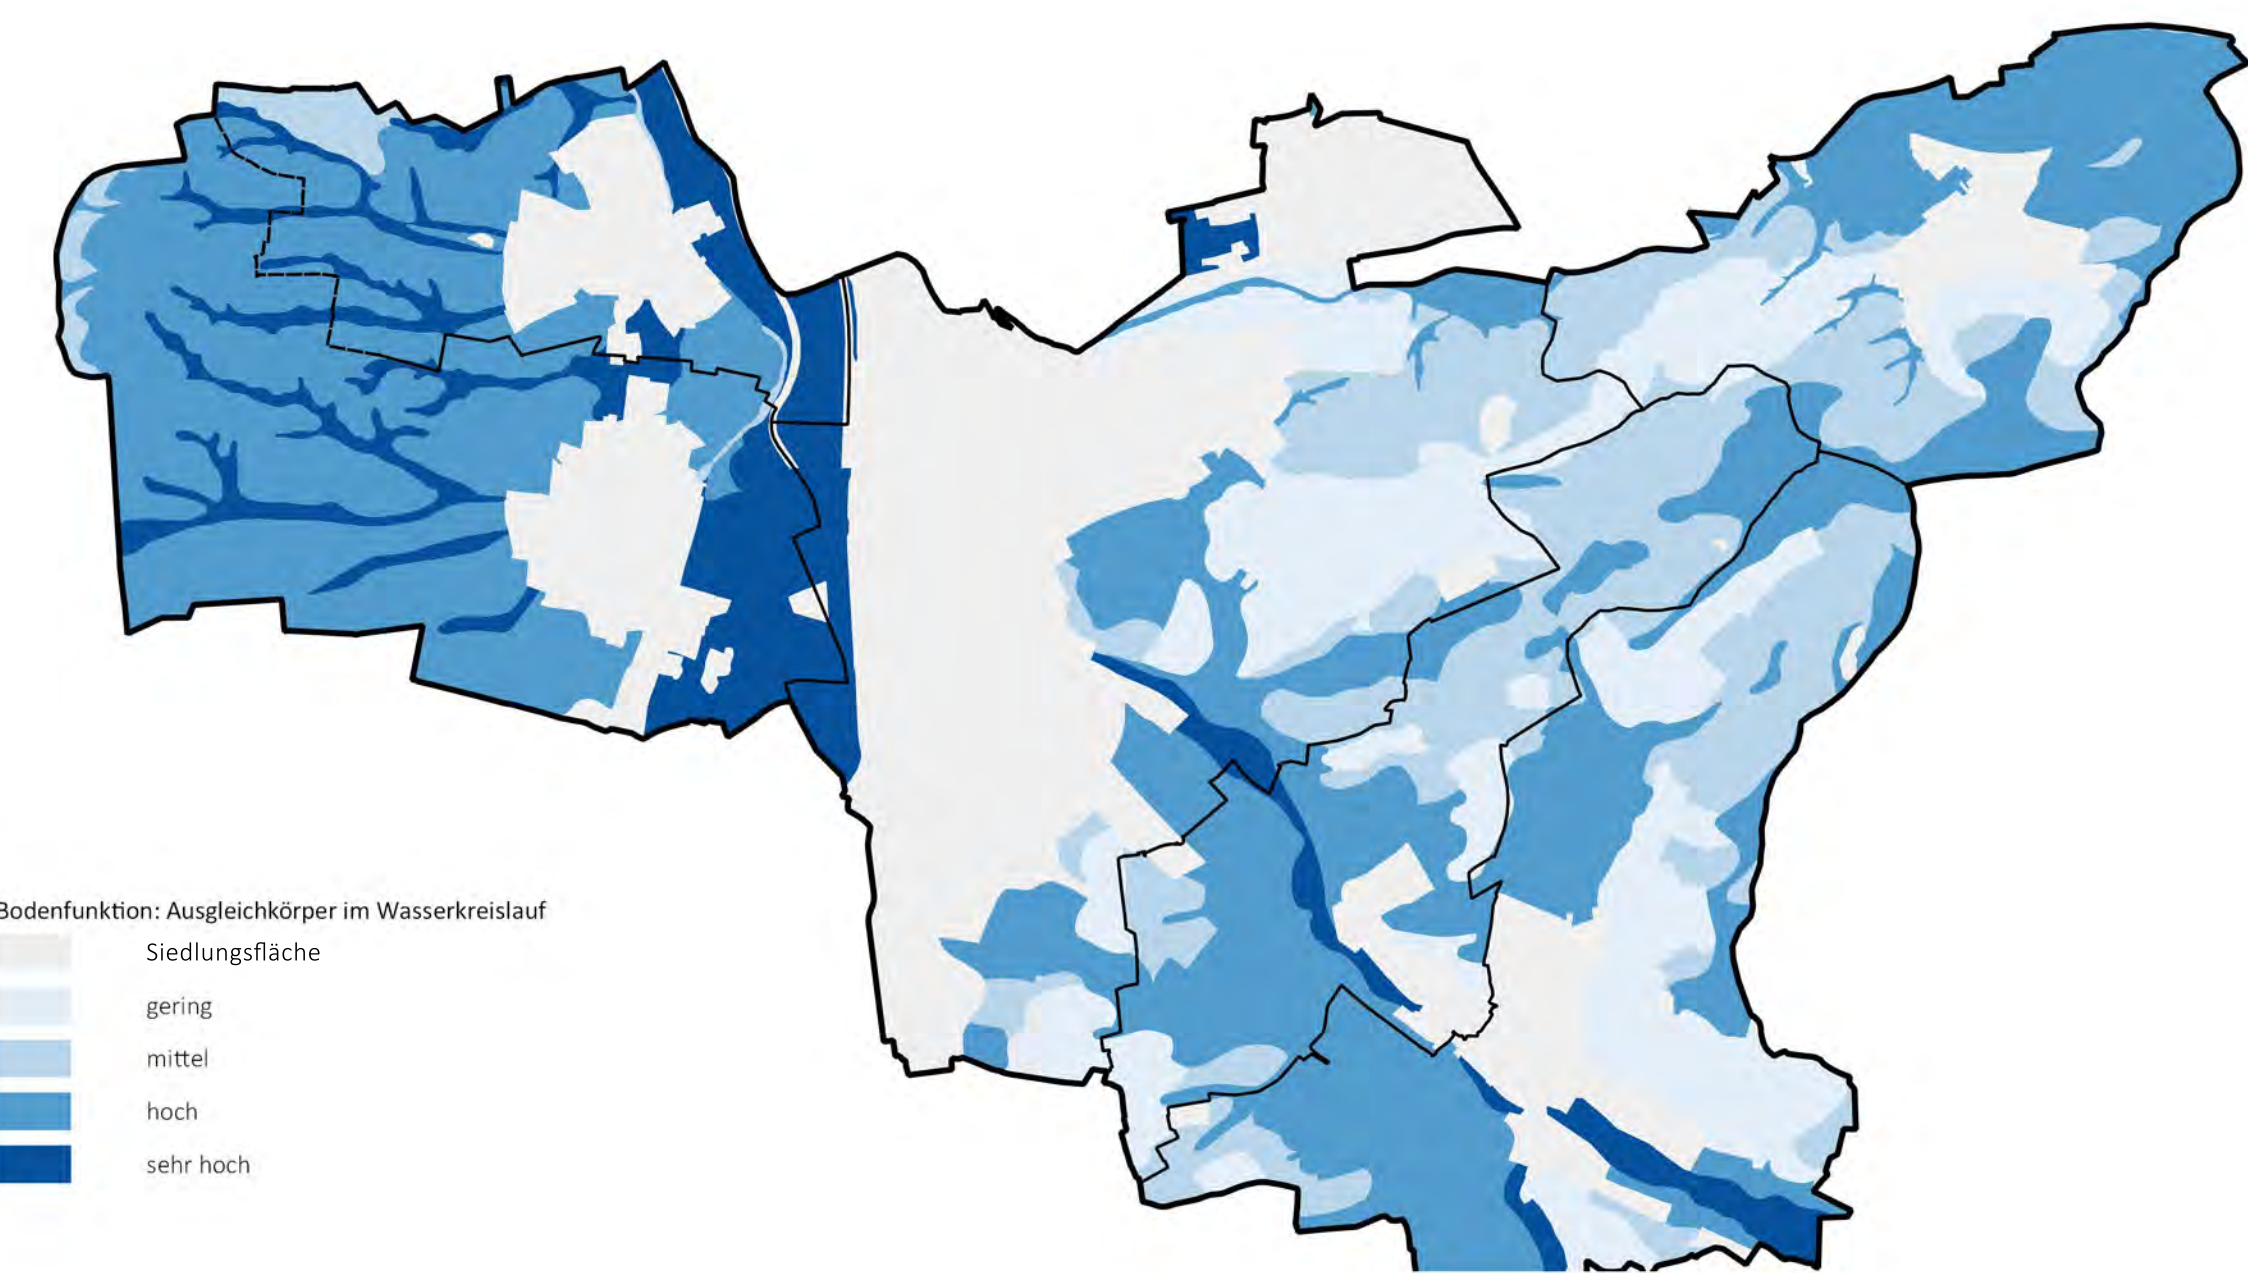 Bodenfunktion: Ausgleichkörper im Wasserkreislauf
Siedlungsfläche
gering
mittel
hoch
sehr hoch